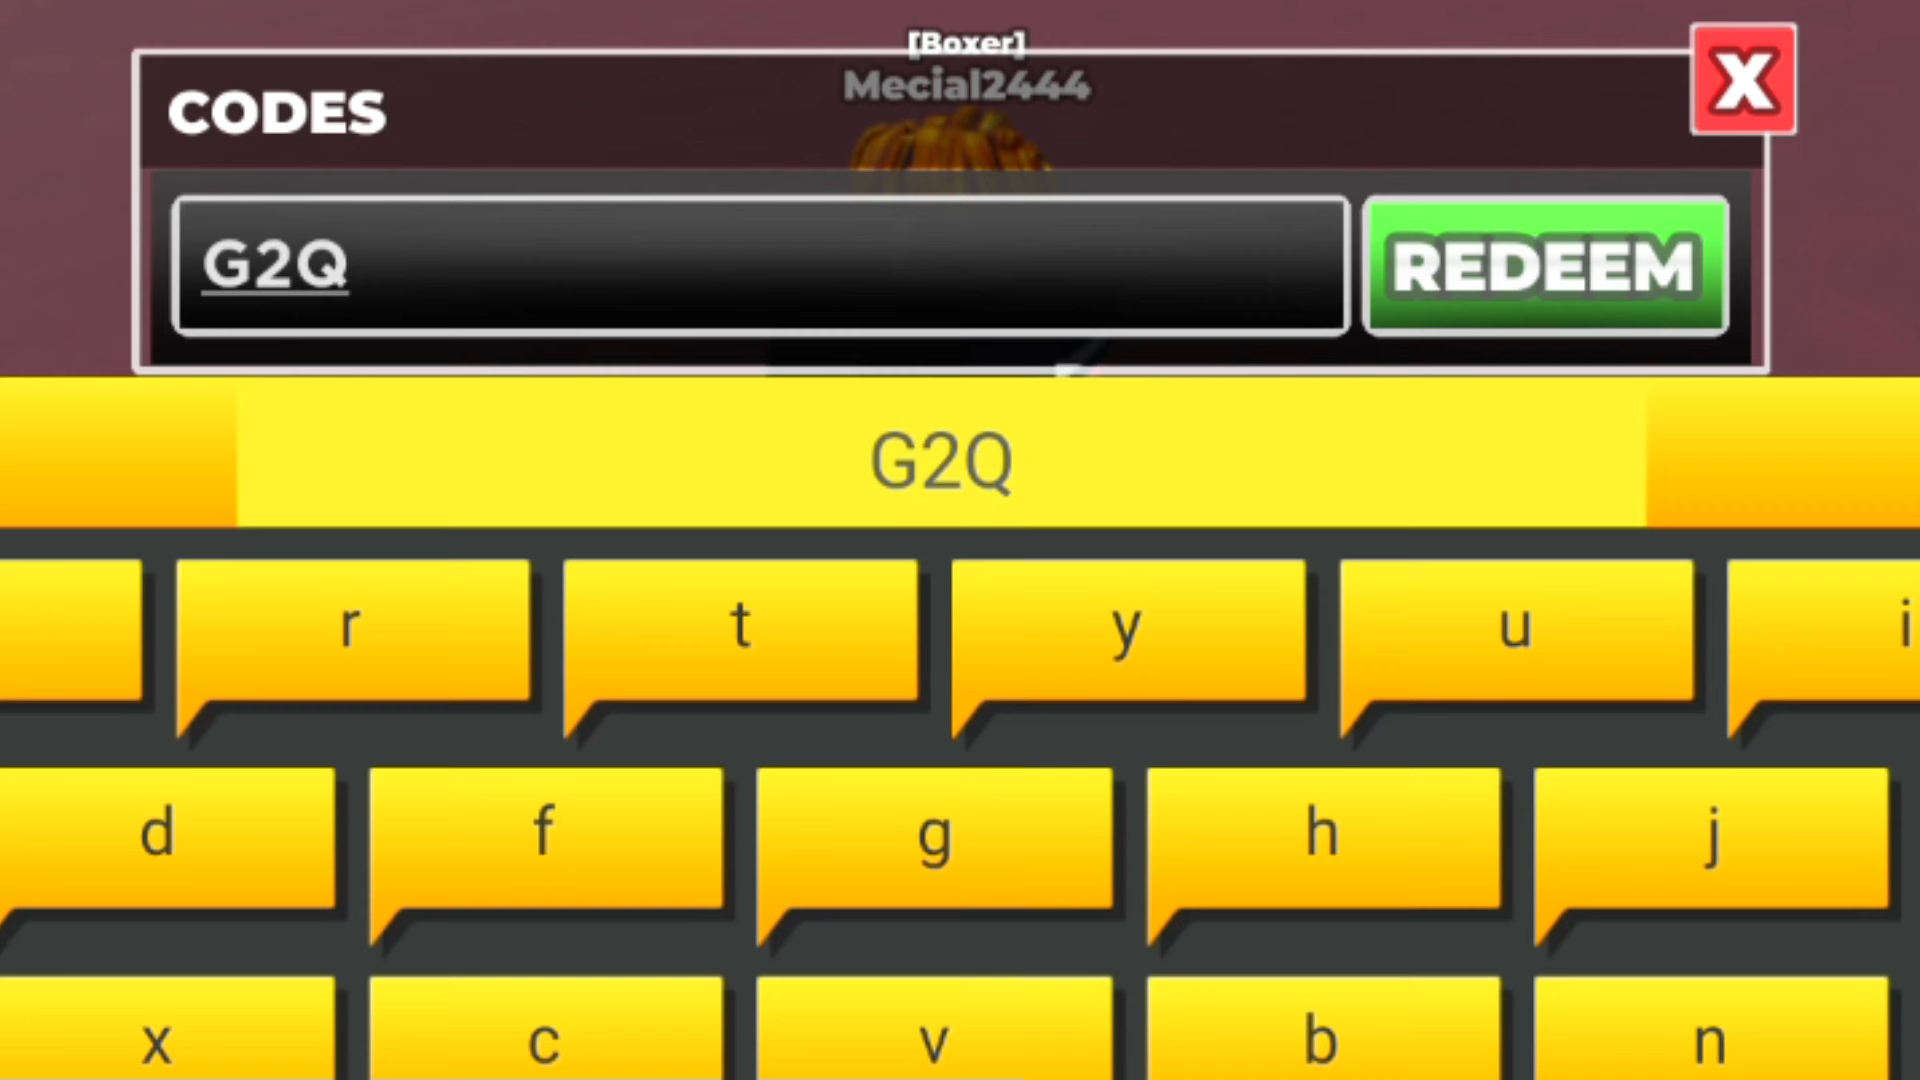 [Boxer]
Mecial2444
X
CODES
G2Q
REDEEM
G2Q
r t y u i
d f g h j
x c v b n